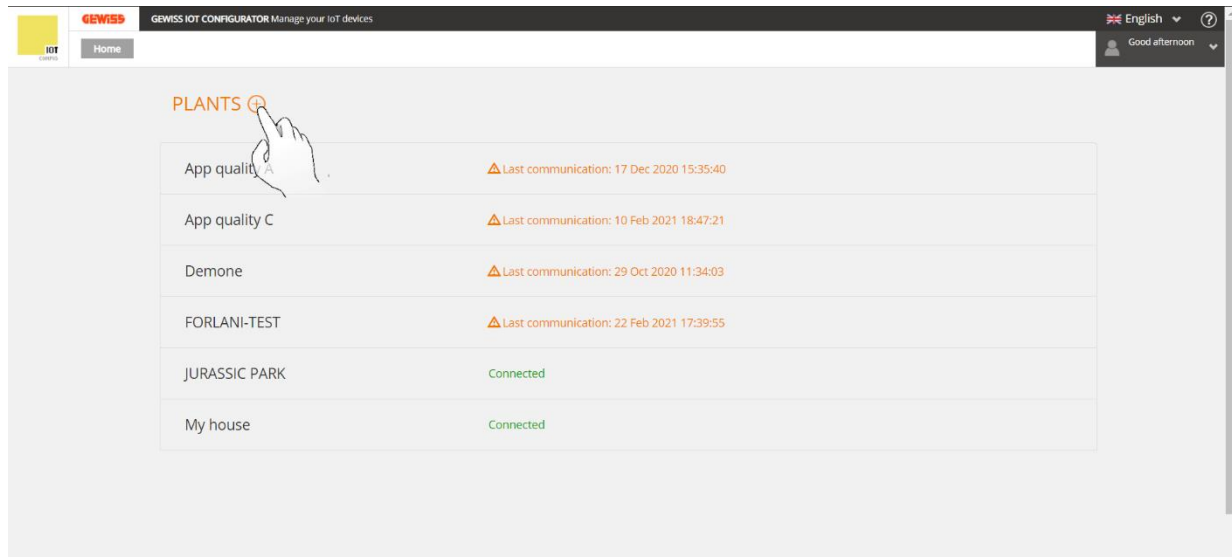 GEWISS GEWISS IOT CONFIGURATOR Manage your IoT devices English
IOT CONFIG Home Good afternoon
PLANTS
App quality A Last communication: 17 Dec 2020 15:35:40
App quality C Last communication: 10 Feb 2021 18:47:21
Demone Last communication: 29 Oct 2020 11:34:03
FORLANI-TEST Last communication: 22 Feb 2021 17:39:55
JURASSIC PARK Connected
My house Connected